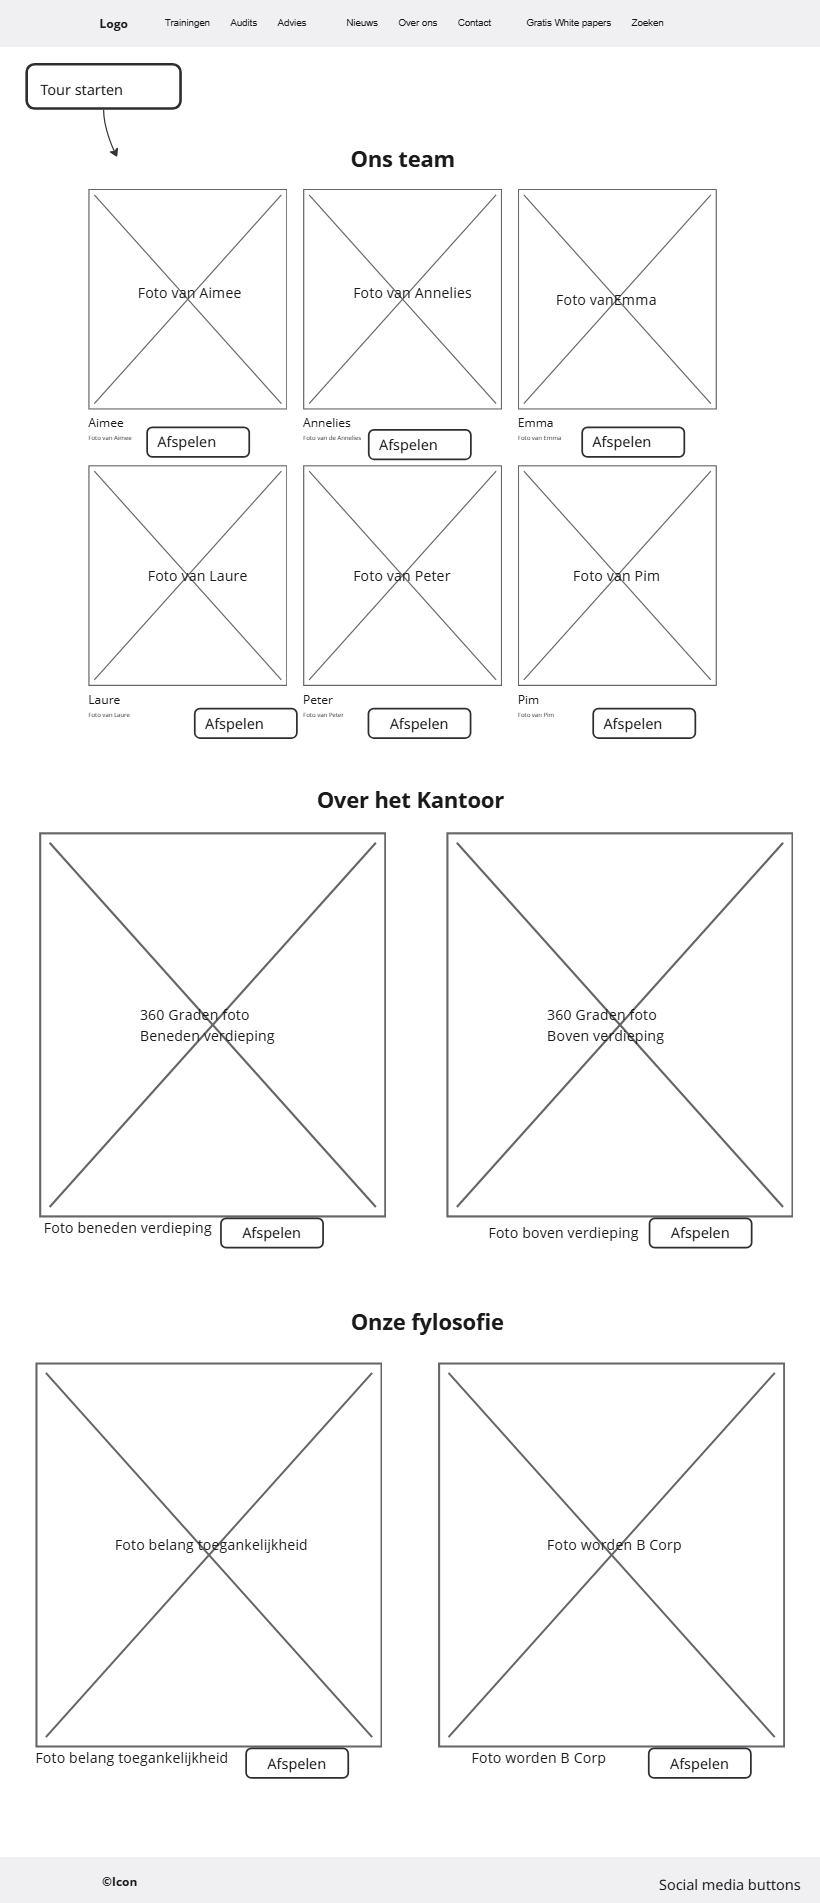 Logo Trainingen Audits Advies Nieuws Over ons Contact Gratis White papers Zoeken
Tour starten
Ons team
Foto van Aimee
Foto van Annelies
Foto vanEmma
Aimee
Foto van Aimee
Afspelen
Annelies
Foto van de Annelies
Afspelen
Emma
Foto van Emma
Afspelen
Foto van Laure
Foto van Peter
Foto van Pim
Laure
Foto van Laure
Afspelen
Peter
Foto van Peter
Afspelen
Pim
Foto van Pim
Afspelen
Over het Kantoor
360 Graden foto
Beneden verdieping
360 Graden foto
Boven verdieping
Foto beneden verdieping
Afspelen
Foto boven verdieping
Afspelen
Onze fylosofie
Foto belang toegankelijkheid
Foto worden B Corp
Foto belang toegankelijkheid
Afspelen
Foto worden B Corp
Afspelen
©Icon
Social media buttons